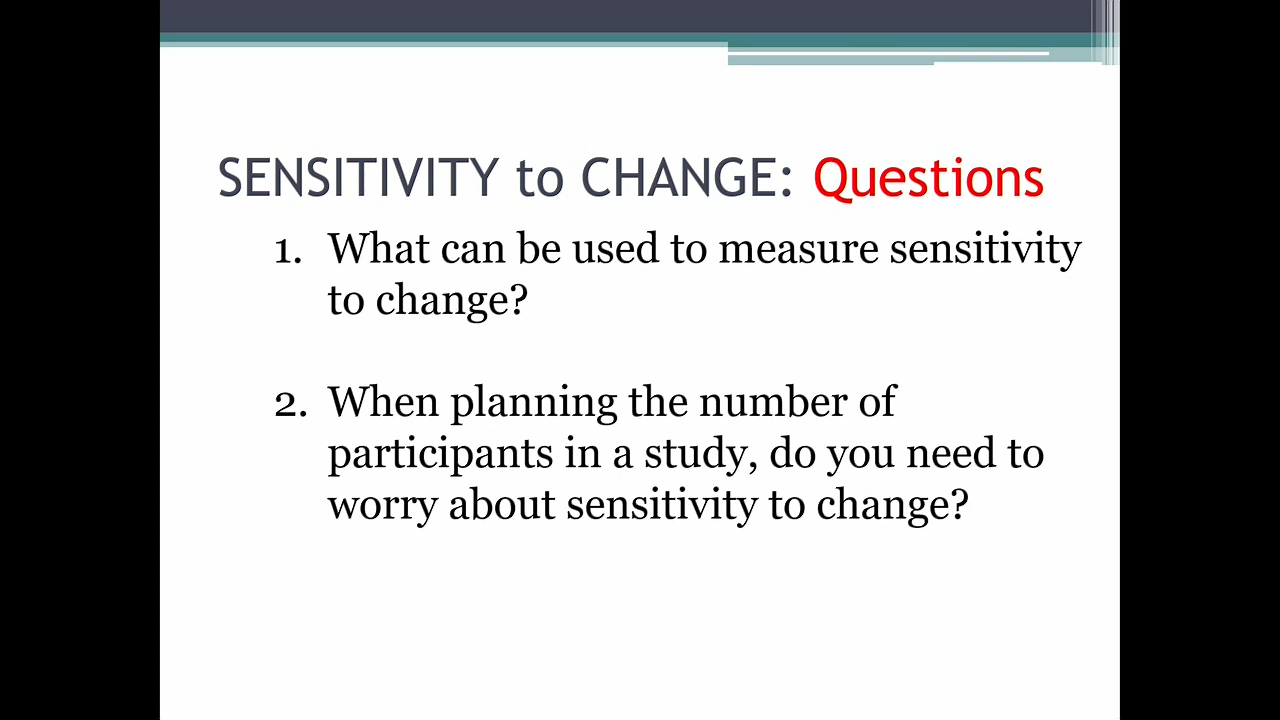 SENSITIVITY to CHANGE: Questions
1. What can be used to measure sensitivity
to change?
2. When planning the number of
participants in a study, do you need to
worry about sensitivity to change?